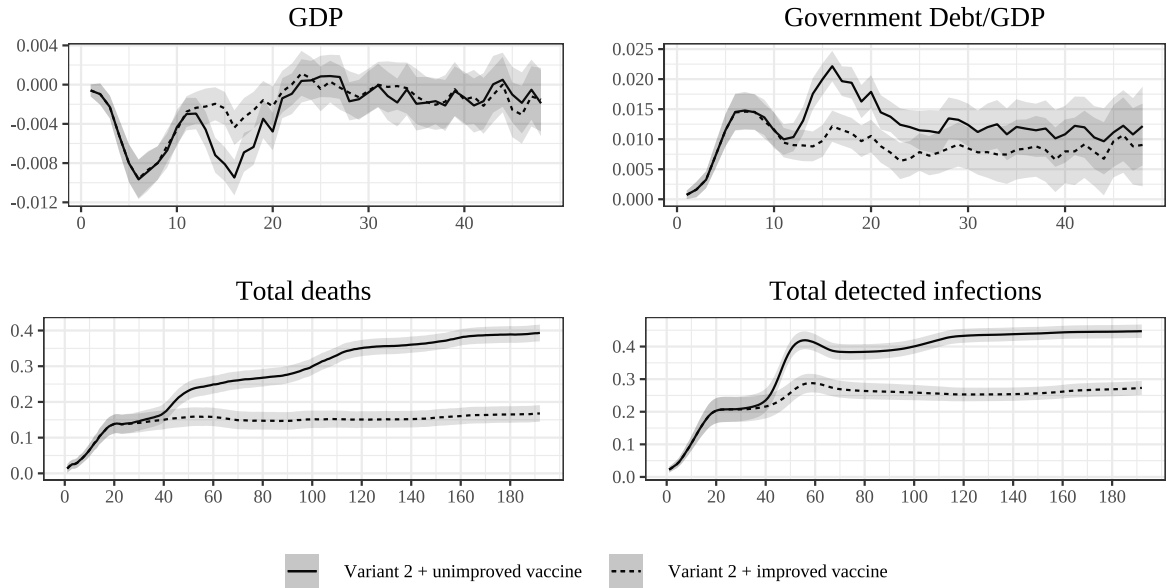 GDP
Government Debt/GDP
0.004
0.000
-0.004
-0.008
-0.012
0 10 20 30 40
0.025
0.020
0.015
0.010
0.005
0.000
0 10 20 30 40
Total deaths
Total detected infections
0.4
0.3
0.2
0.1
0.0
0 20 40 60 80 100 120 140 160 180
0.4
0.3
0.2
0.1
0.0
0 20 40 60 80 100 120 140 160 180
Variant 2 + unimproved vaccine
Variant 2 + improved vaccine